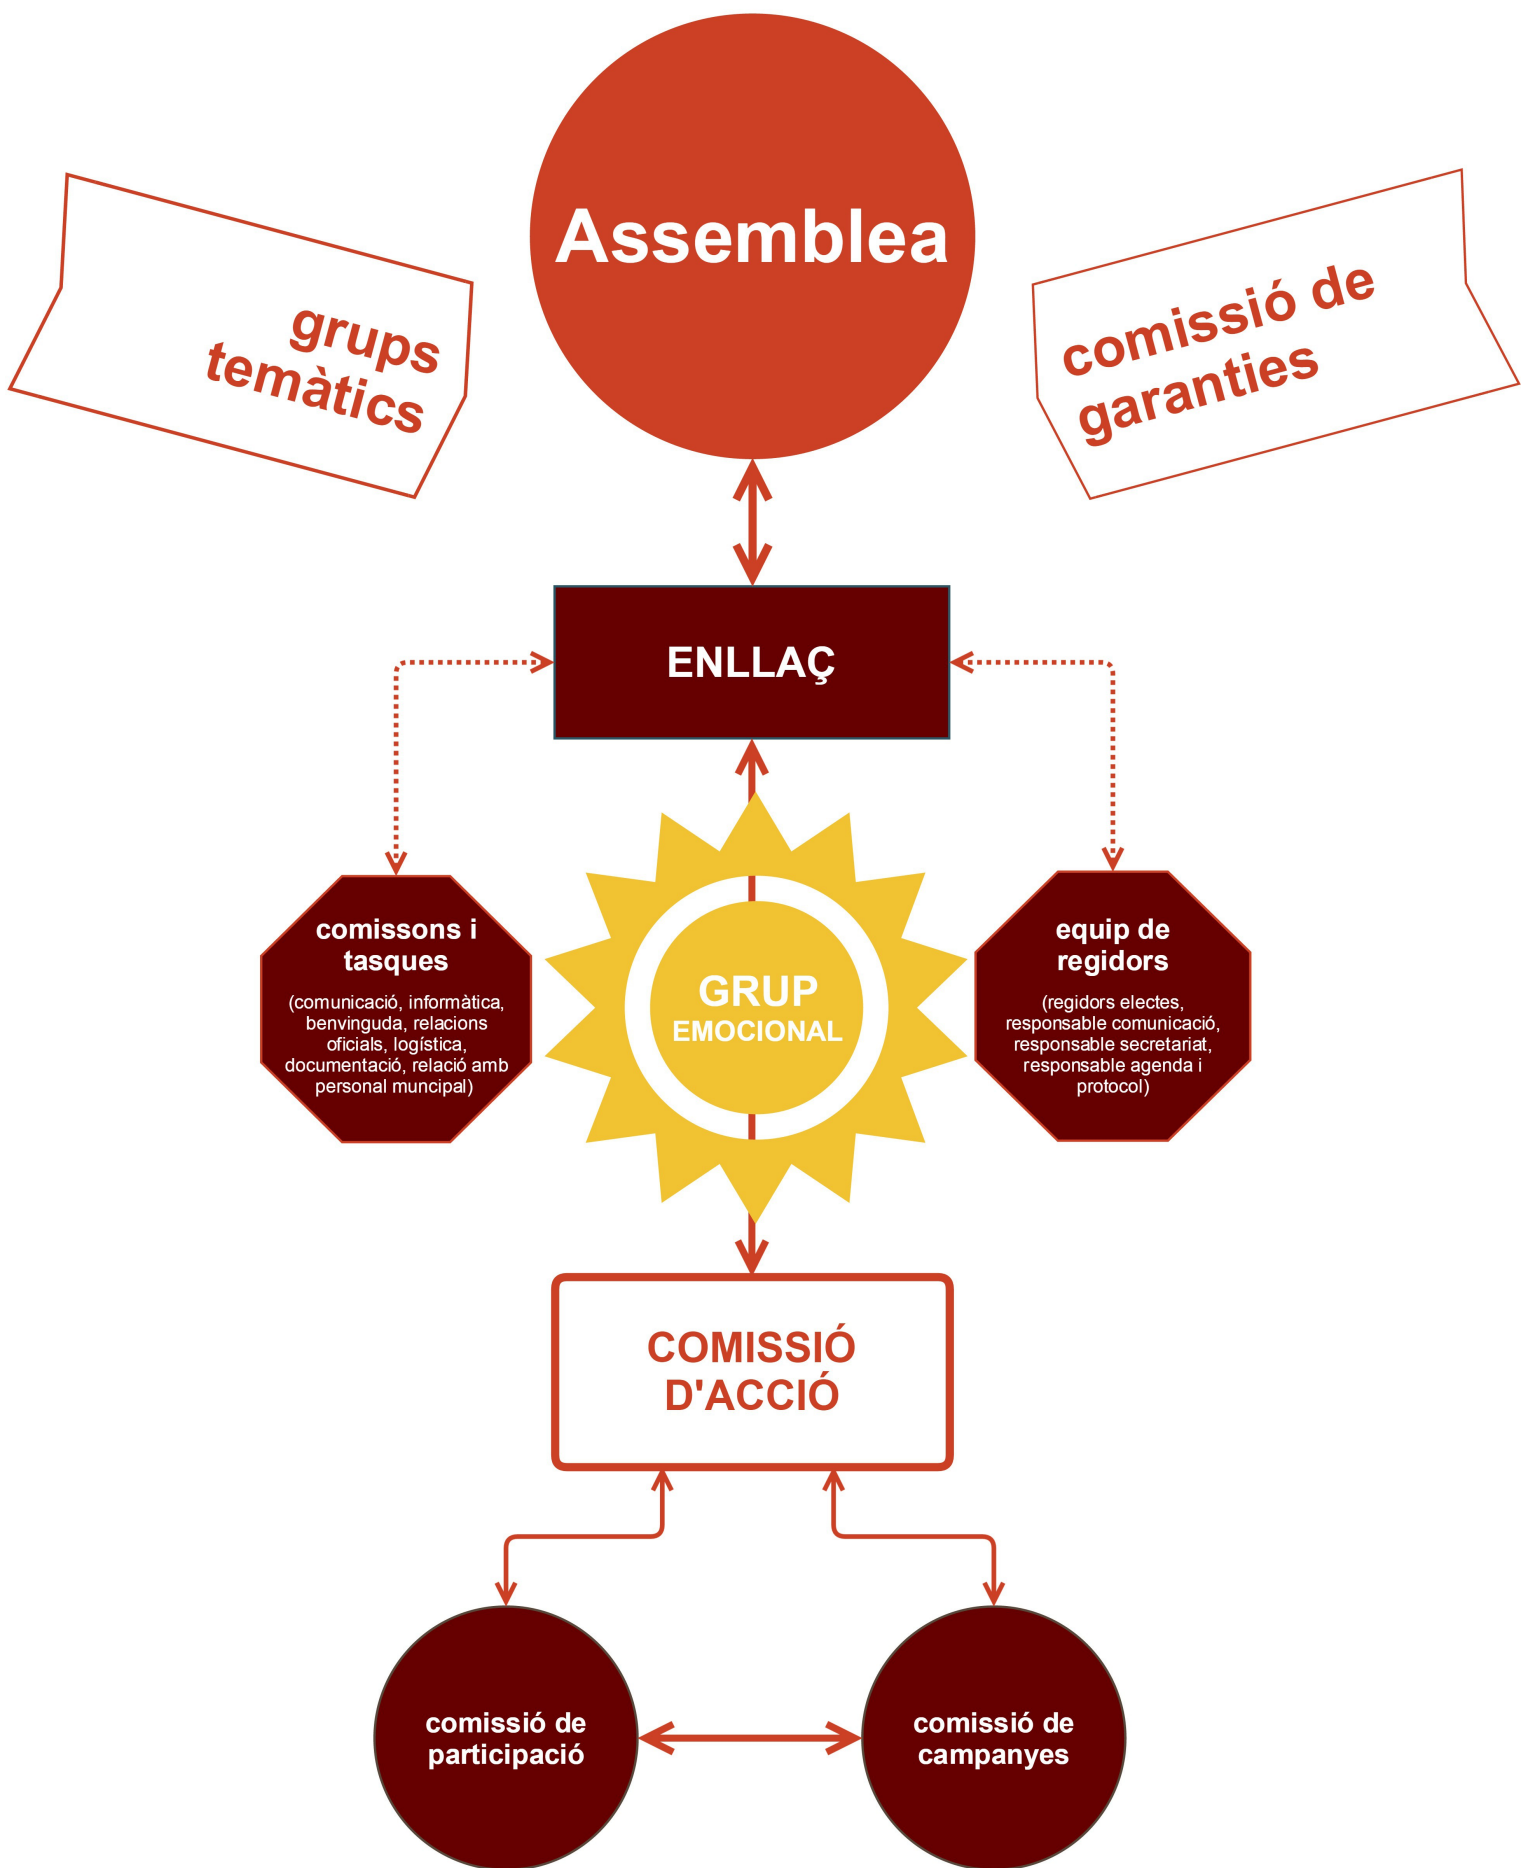 Assemblea
grups
temàtics
comissió de
garanties
ENLLAÇ
comissons i
tasques
(comunicació, informàtica,
benvinguda, relacions
oficials, logística,
documentació, relació amb
personal muncipal)
GRUP
EMOCIONAL
equip de
regidors
(regidors electes,
responsable comunicació,
responsable secretariat,
responsable agenda i
protocol)
COMISSIÓ
D'ACCIÓ
comissió de
participació
comissió de
campanyes